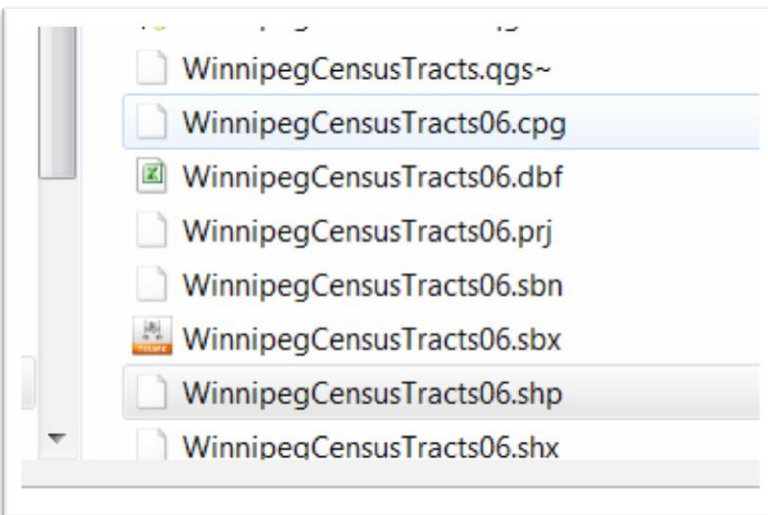 WinnipegCensusTracts.qgs~
WinnipegCensusTracts06.cpg
WinnipegCensusTracts06.dbf
WinnipegCensusTracts06.prj
WinnipegCensusTracts06.sbn
WinnipegCensusTracts06.sbx
WinnipegCensusTracts06.shp
WinnipegCensusTracts06.shx